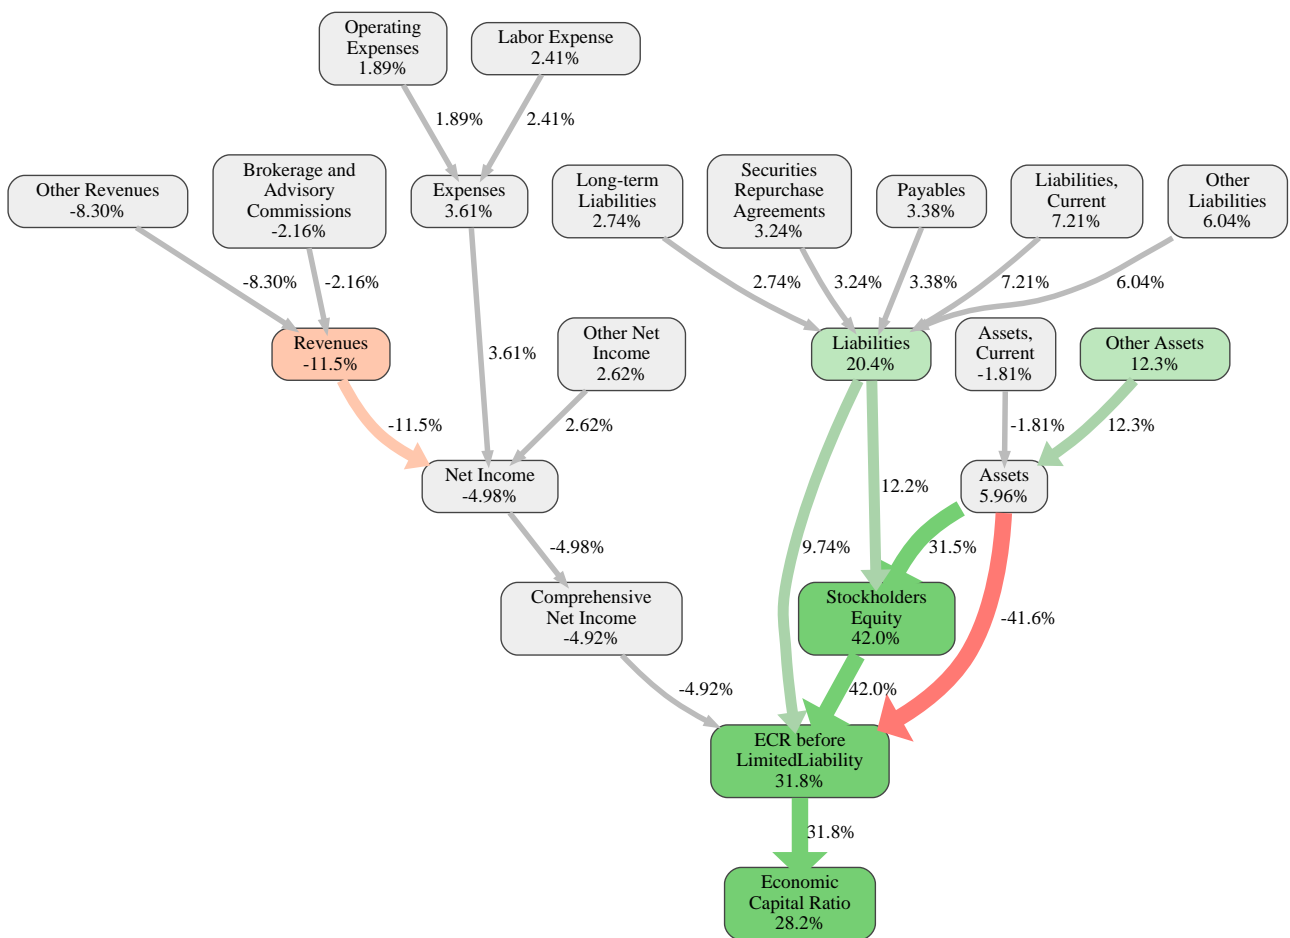 Operating
Expenses
1.89%
Labor Expense
2.41%
1.89%
2.41%
Other Revenues
-8.30%
Brokerage and
Advisory
Commissions
-2.16%
Expenses
3.61%
Long-term
Liabilities
2.74%
Securities
Repurchase
Agreements
3.24%
Payables
3.38%
Liabilities,
Current
7.21%
Other
Liabilities
6.04%
-8.30%
-2.16%
2.74%
3.24%
3.38%
7.21%
6.04%
Revenues
-11.5%
3.61%
Other Net
Income
2.62%
Liabilities
20.4%
Assets,
Current
-1.81%
Other Assets
12.3%
-11.5%
2.62%
-1.81%
12.3%
Net Income
-4.98%
12.2%
Assets
5.96%
-4.98%
9.74%
31.5%
Comprehensive
Net Income
-4.92%
Stockholders
Equity
42.0%
-41.6%
-4.92%
42.0%
ECR before
LimitedLiability
31.8%
31.8%
Economic
Capital Ratio
28.2%